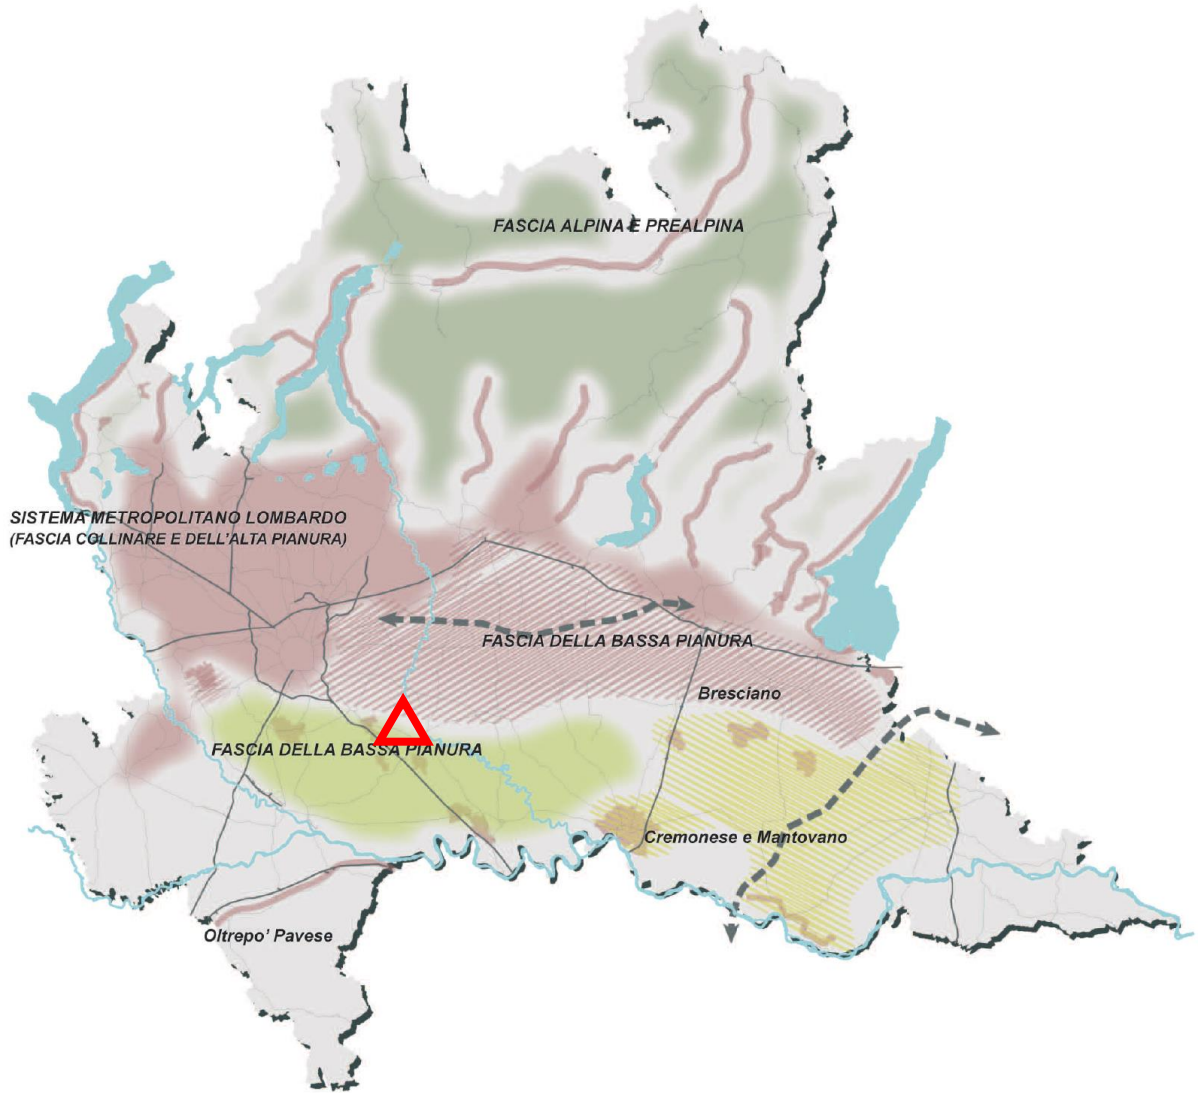 FASCIA ALPINA E PREALPINA
SISTEMA METROPOLITANO LOMBARDO
(FASCIA COLLINARE E DELL'ALTA PIANURA)
FASCIA DELLA BASSA PIANURA
Bresciano
FASCIA DELLA BASSA PIANURA
Cremonese e Mantovano
Oltrepo' Pavese